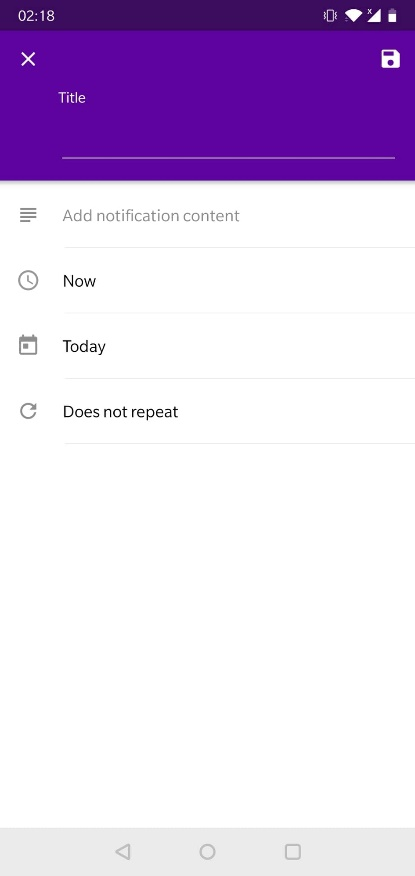 02:18
Title
Add notification content
Now
Today
Does not repeat